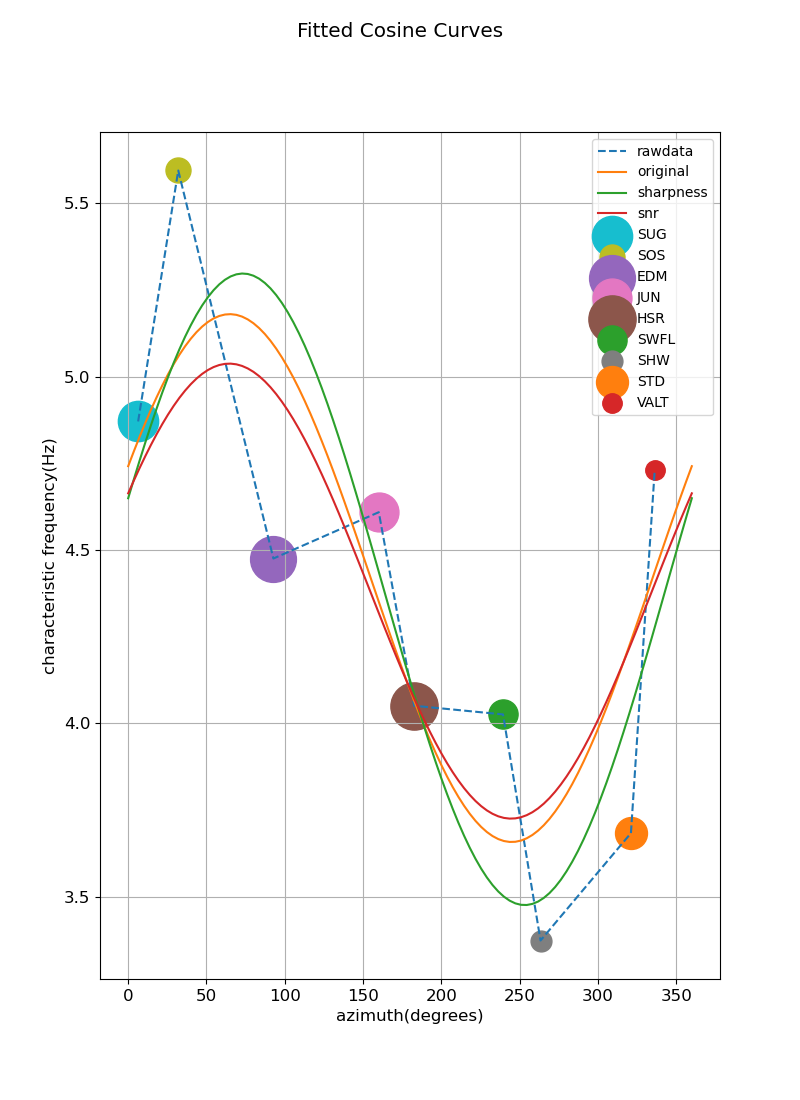 Fitted Cosine Curves
characteristic frequency(Hz)
5.5
5.0
4.5
4.0
3.5
rawdata
original
sharpness
snr
SUG
SOS
EDM
JUN
HSR
SWFL
SHW
STD
VALT
0 50 100 150 200 250 300 350
azimuth(degrees)